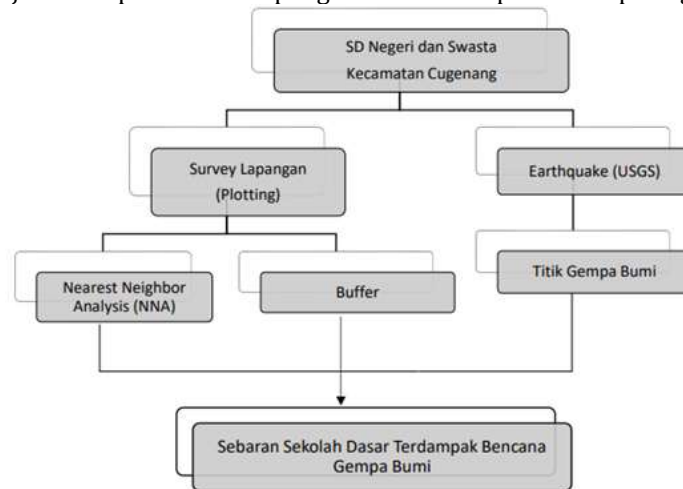 SD Negeri dan Swasta
Kecamatan Cugenang
Survey Lapangan
(Plotting)
Earthquake (USGS)
Nearest Neighbor
Analysis (NNA)
Buffer
Titik Gempa Bumi
Sebaran Sekolah Dasar Terdampak Bencana
Gempa Bumi